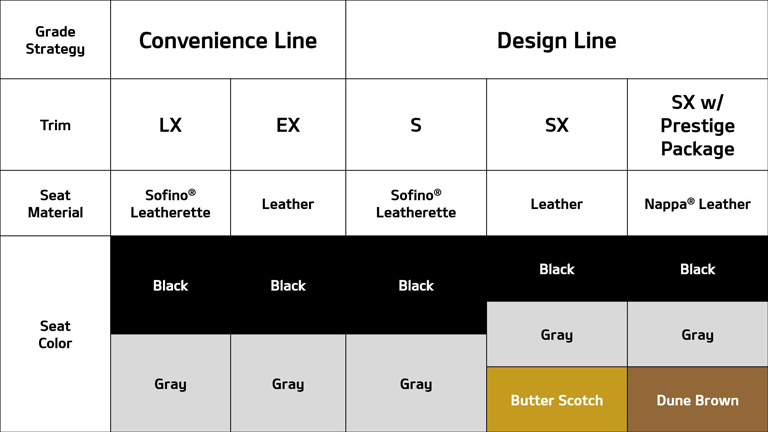 Grade
Strategy
Convenience Line
Design Line
Trim
LX
EX
S
SX
SX w/
Prestige
Package
Seat
Material
Sofino®
Leatherette
Leather
Sofino®
Leatherette
Leather
Nappa® Leather
Seat
Color
Black
Black
Black
Black
Black
Gray
Gray
Gray
Gray
Gray
Butter Scotch
Dune Brown